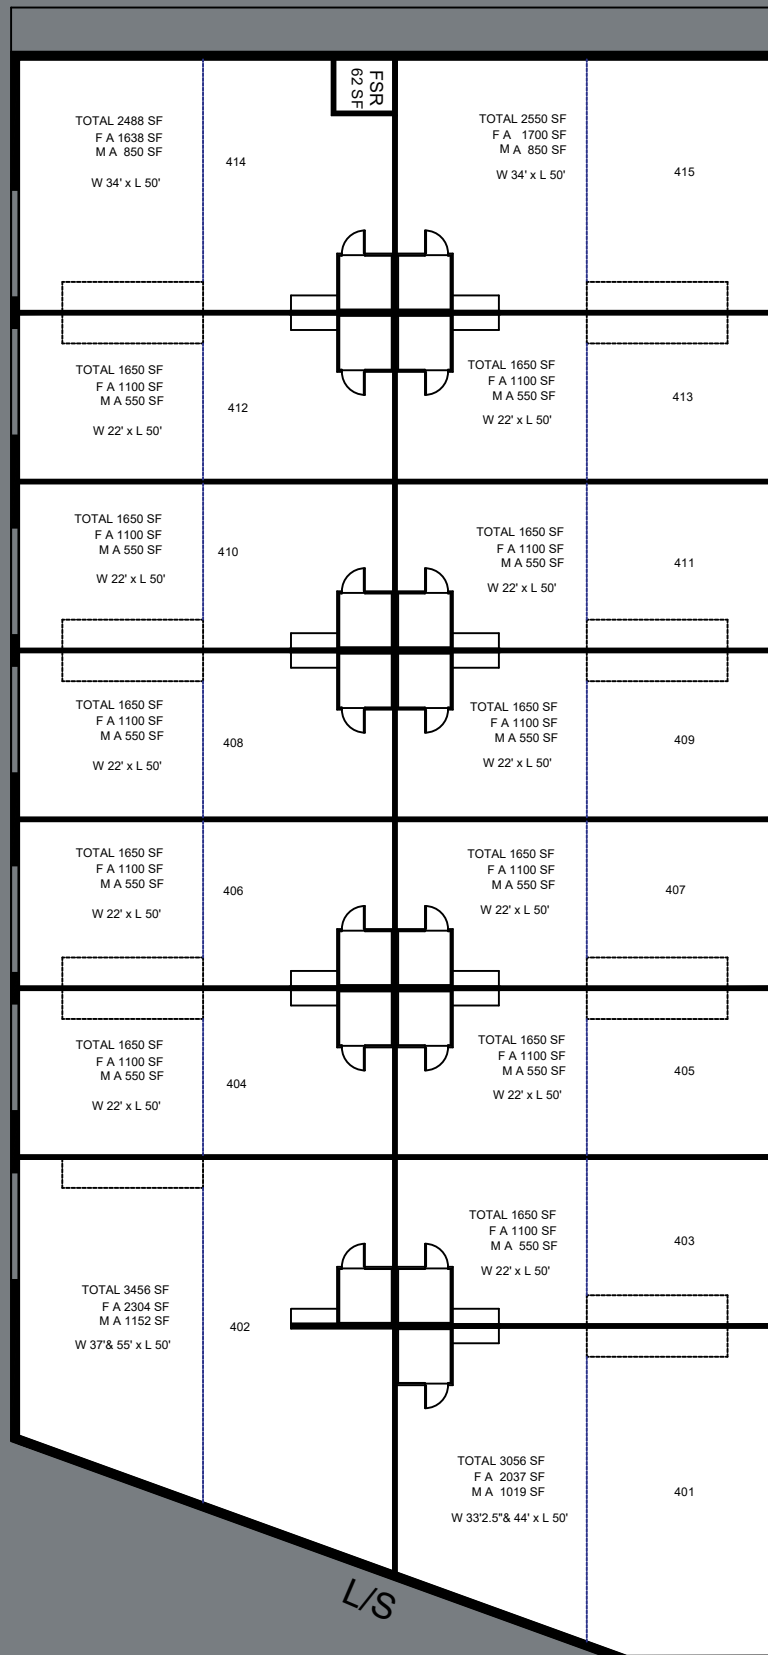 FSR
62 SF
TOTAL 2488 SF
F A 1638 SF
M A 850 SF
W 34' x L 50'
414
TOTAL 2550 SF
F A 1700 SF
M A 850 SF
W 34' x L 50'
415
TOTAL 1650 SF
F A 1100 SF
M A 550 SF
W 22' x L 50'
412
TOTAL 1650 SF
F A 1100 SF
M A 550 SF
W 22' x L 50'
413
TOTAL 1650 SF
F A 1100 SF
M A 550 SF
W 22' x L 50'
410
TOTAL 1650 SF
F A 1100 SF
M A 550 SF
W 22' x L 50'
411
TOTAL 1650 SF
F A 1100 SF
M A 550 SF
W 22' x L 50'
408
TOTAL 1650 SF
F A 1100 SF
M A 550 SF
W 22' x L 50'
409
TOTAL 1650 SF
F A 1100 SF
M A 550 SF
W 22' x L 50'
406
TOTAL 1650 SF
F A 1100 SF
M A 550 SF
W 22' x L 50'
407
TOTAL 1650 SF
F A 1100 SF
M A 550 SF
W 22' x L 50'
404
TOTAL 1650 SF
F A 1100 SF
M A 550 SF
W 22' x L 50'
405
TOTAL 3456 SF
F A 2304 SF
M A 1152 SF
W 37'& 55' x L 50'
402
TOTAL 1650 SF
F A 1100 SF
M A 550 SF
W 22' x L 50'
403
TOTAL 3056 SF
F A 2037 SF
M A 1019 SF
W 33'2.5"& 44' x L 50'
401
L/S